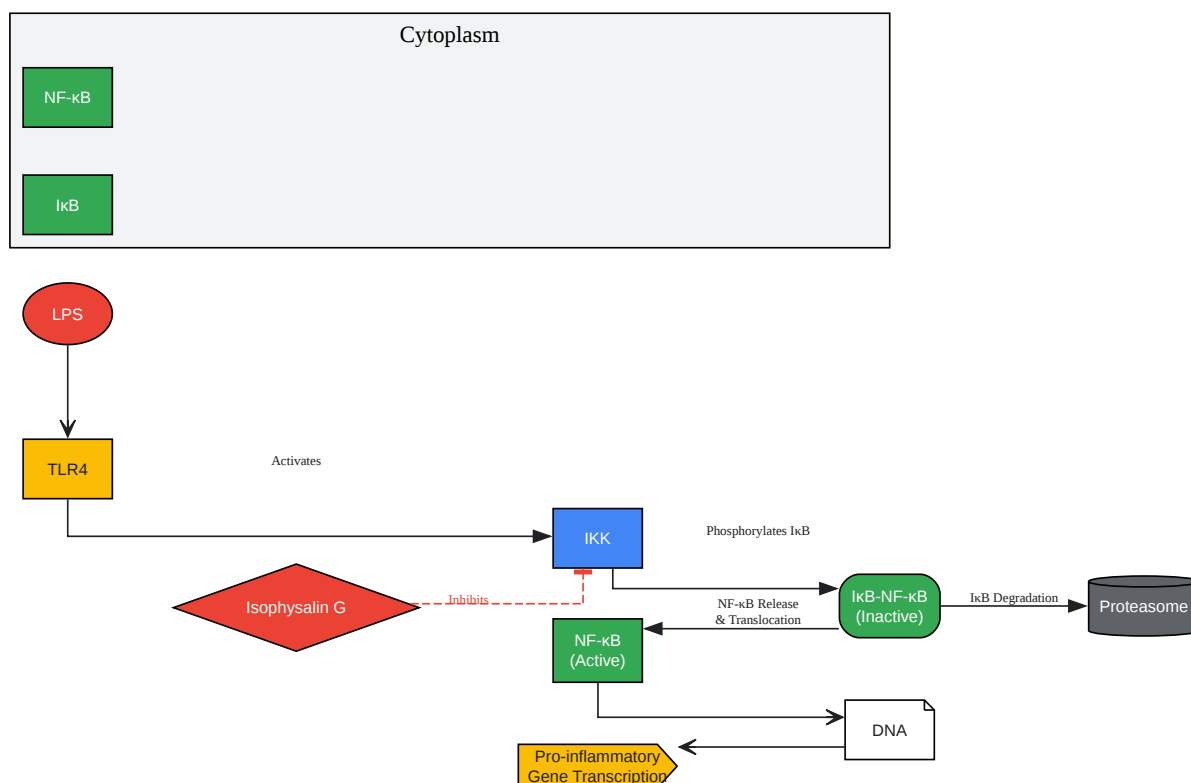 Cytoplasm
NF-κB
IκB
LPS
TLR4
Activates
IKK
Phosphorylates IκB
Isophysalin G
Inhibits
NF-κB Release
& Translocation
IκB-NF-κB
(Inactive)
IκB Degradation
Proteasome
NF-κB
(Active)
DNA
Pro-inflammatory
Gene Transcription